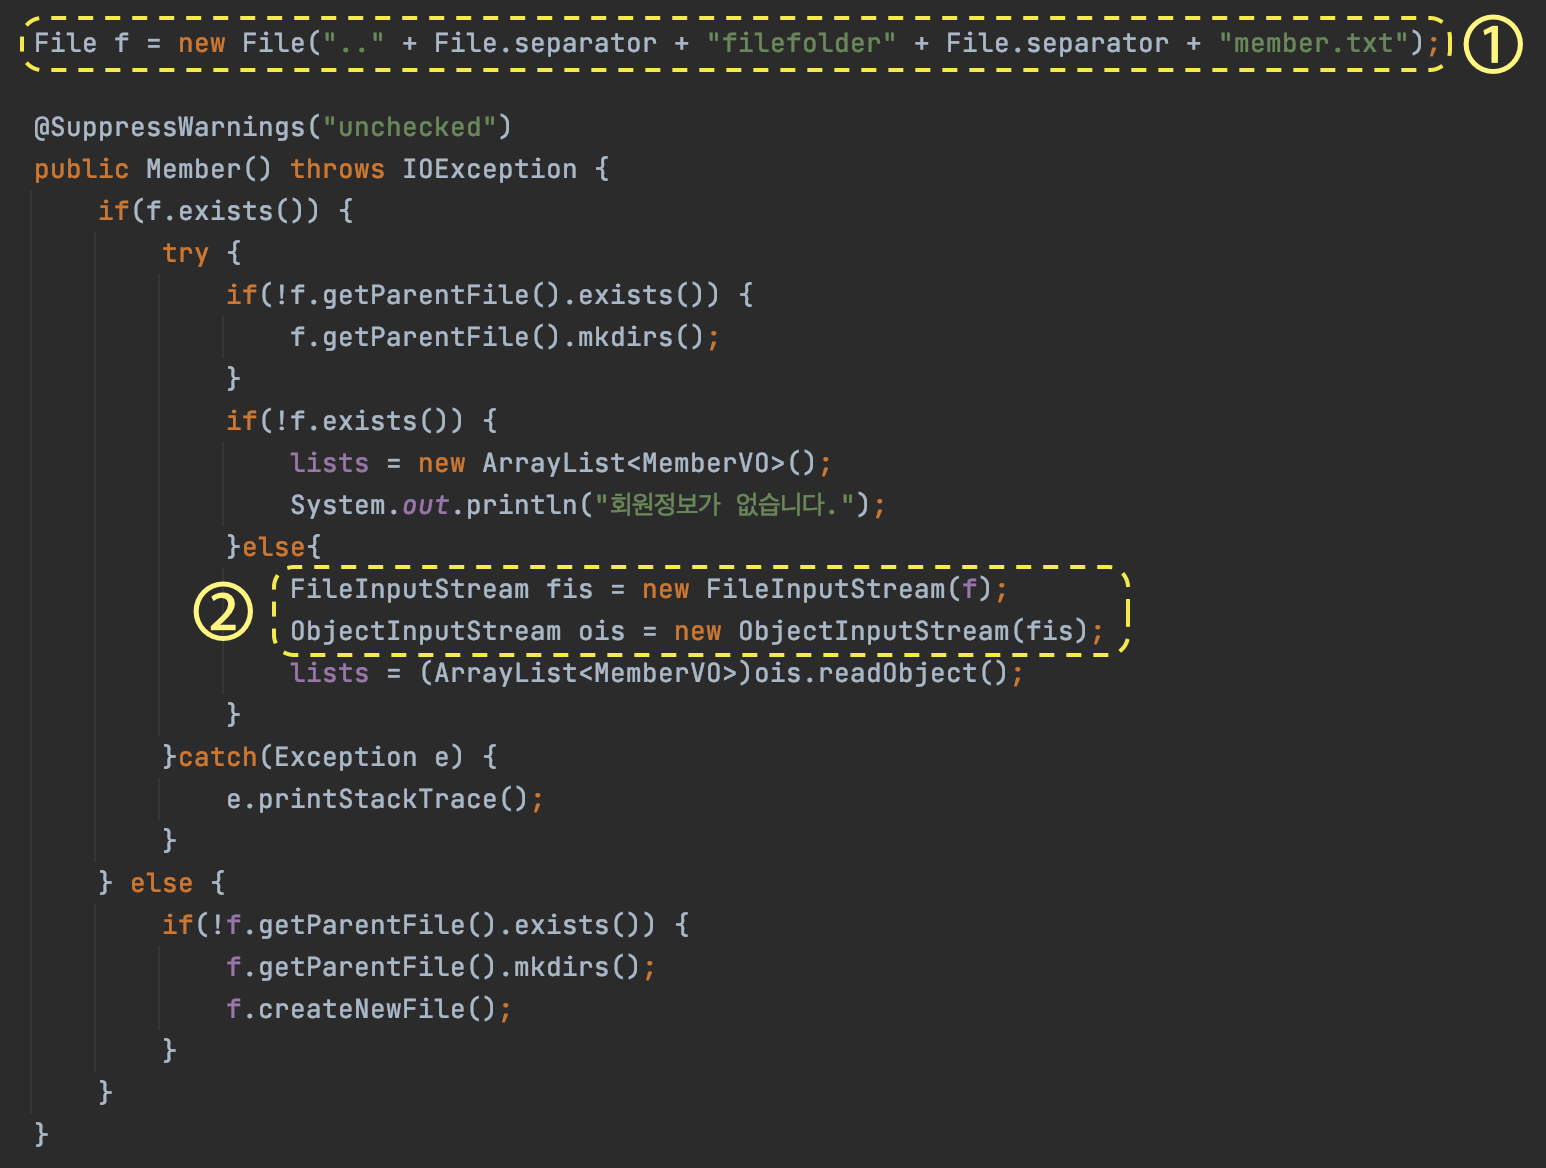 File f = new File(".." + File.separator + "filefolder" + File.separator + "member.txt"); ①
@SuppressWarnings("unchecked")
public Member() throws IOException {
    if(f.exists()) {
        try {
            if(!f.getParentFile().exists()) {
                f.getParentFile().mkdirs();
            }
            if(!f.exists()) {
                lists = new ArrayList<MemberVO>();
                System.out.println("회원정보가 없습니다.");
            }else{
                FileInputStream fis = new FileInputStream(f);
②
                ObjectInputStream ois = new ObjectInputStream(fis);
                lists = (ArrayList<MemberVO>)ois.readObject();
            }
        }catch(Exception e) {
            e.printStackTrace();
        }
    } else {
        if(!f.getParentFile().exists()) {
            f.getParentFile().mkdirs();
            f.createNewFile();
        }
    }
}